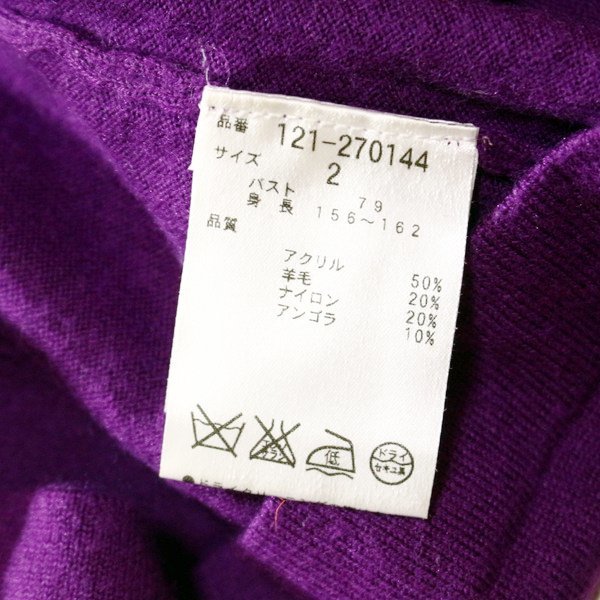 品番 121-270144
サイズ 2
バスト 79
身長 156〜162
品質
アクリル 50%
羊毛 20%
ナイロン 20%
アンゴラ 10%
低
ドライ
セキユ系